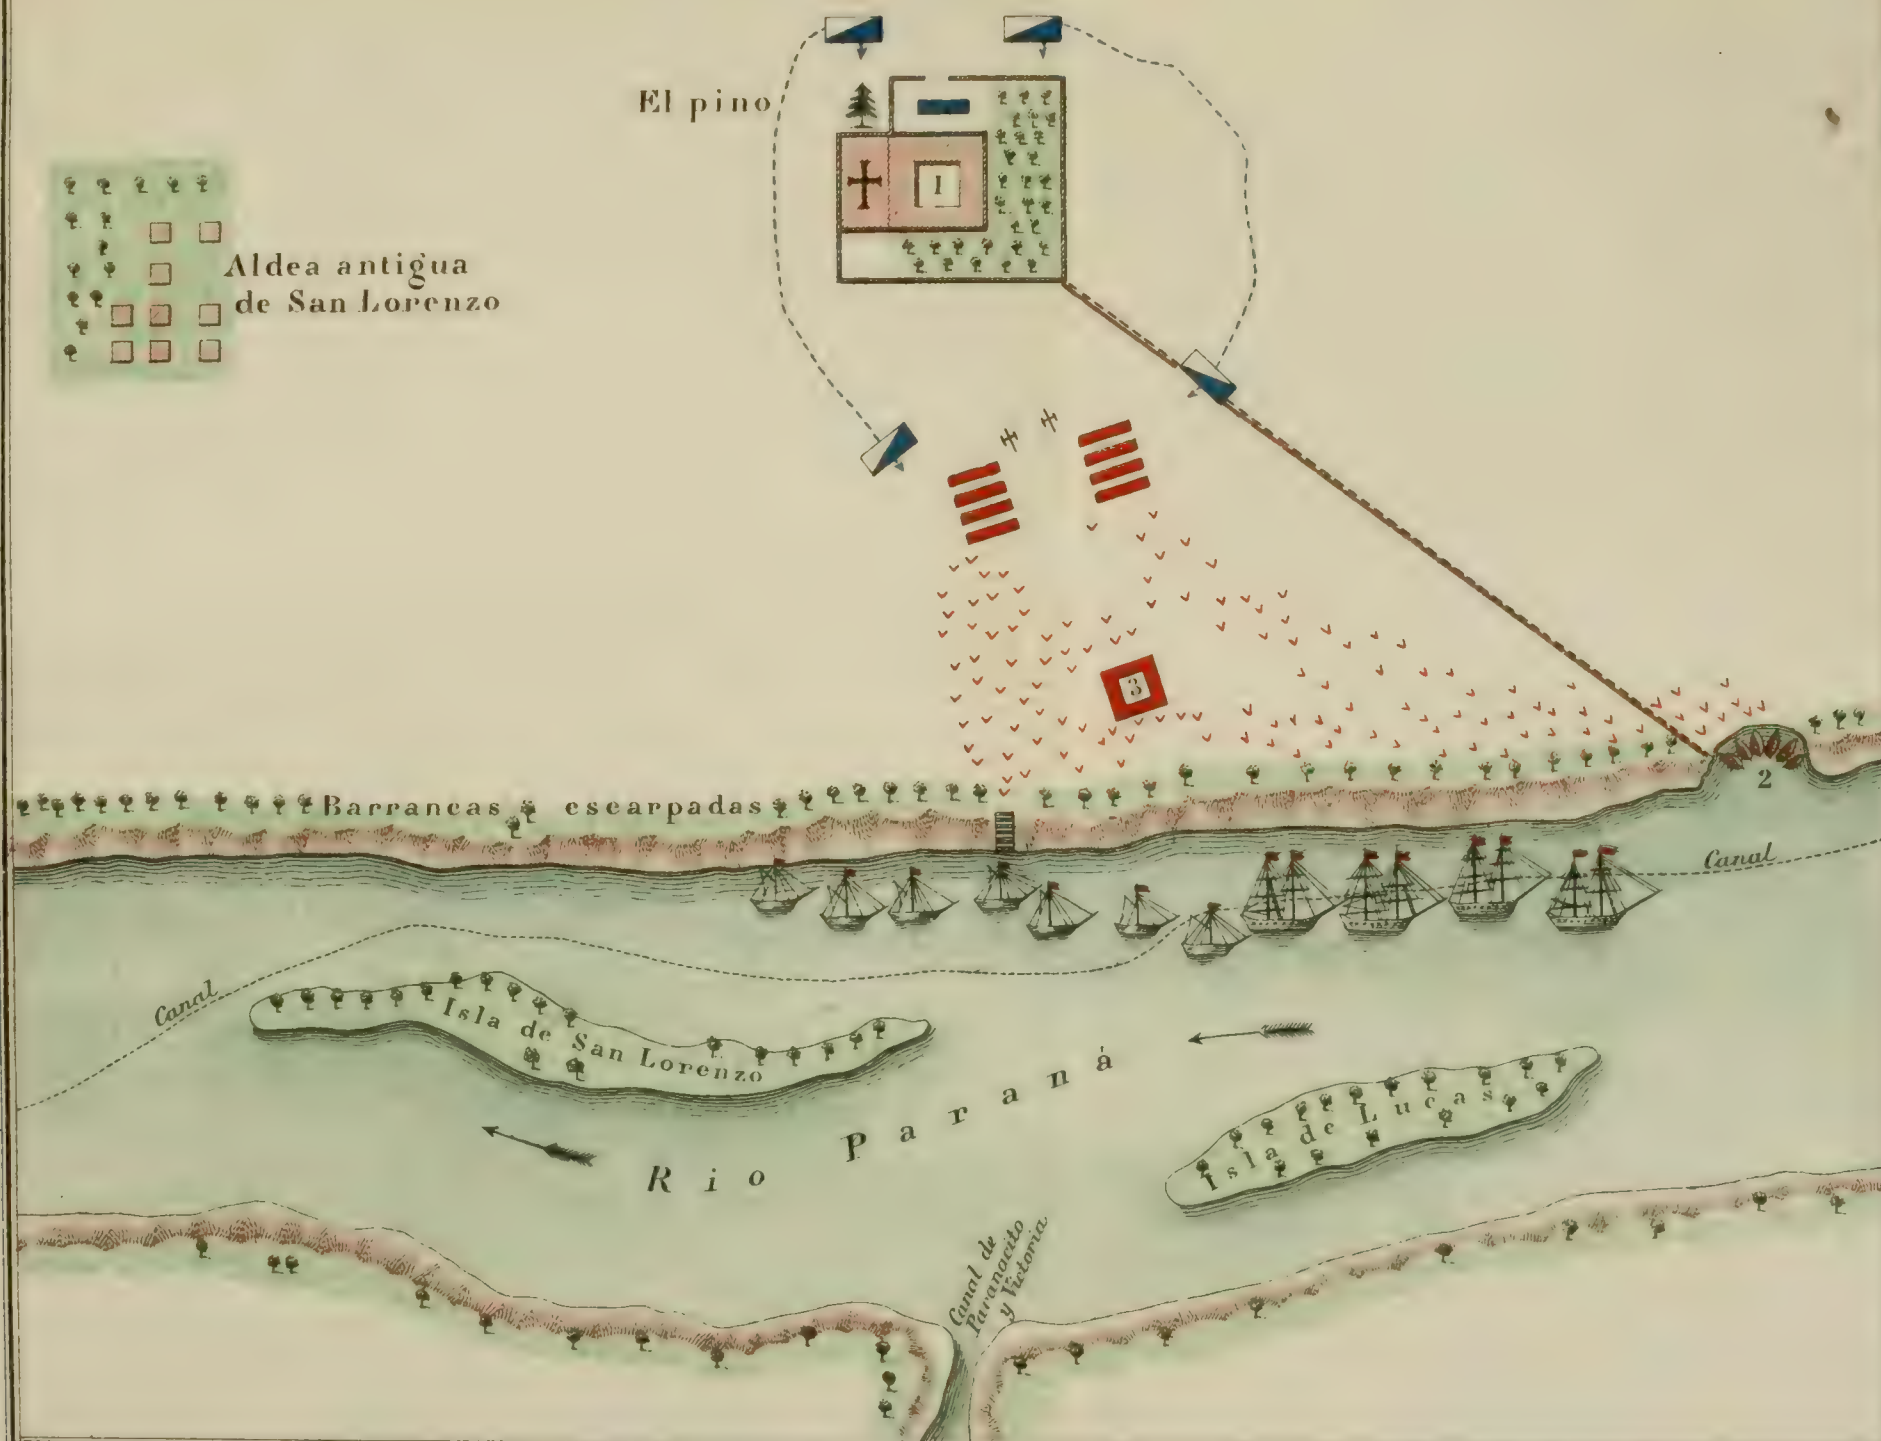 El pino
1
Aldea antigua
de San Lorenzo
3
2
Barrancas escarpadas
Canal
Canal
Isla de San Lorenzo
Rio Paraná
Isla de Lucas
Canal de
Paranacito
y Victoria